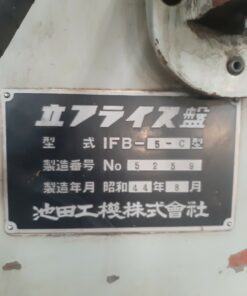 立フライス盤
型式 IFB-5-C型
製造番号 No 5259
製造年月 昭和44年8月
池田工機株式會社